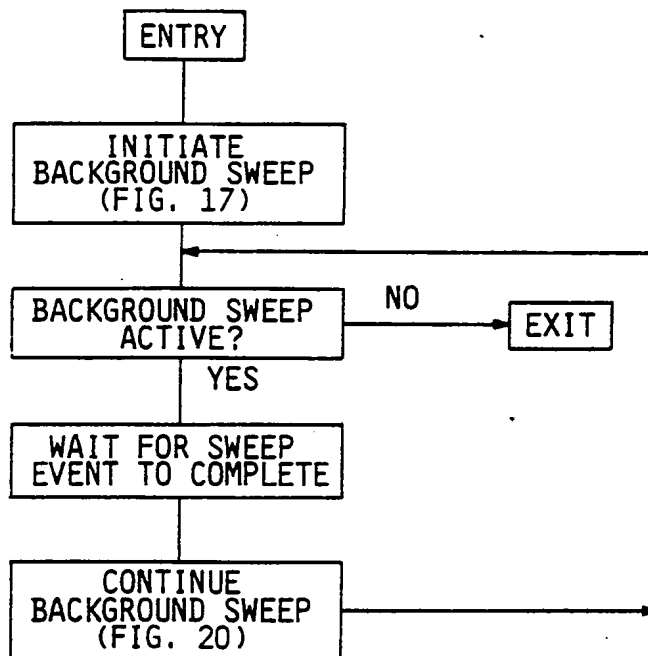 ENTRY
INITIATE
BACKGROUND SWEEP
(FIG. 17)
BACKGROUND SWEEP
ACTIVE?
NO
EXIT
YES
WAIT FOR SWEEP
EVENT TO COMPLETE
CONTINUE
BACKGROUND SWEEP
(FIG. 20)